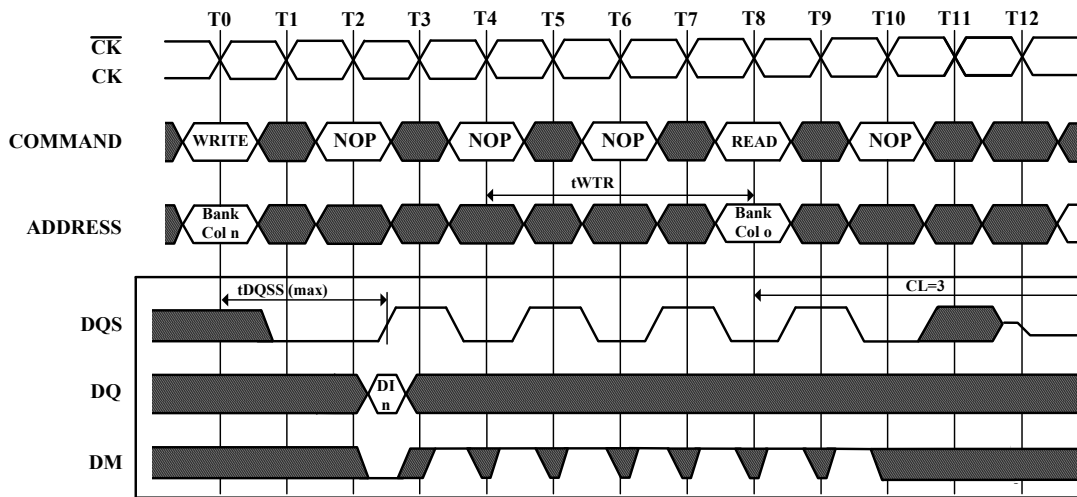 T0 T1 T2 T3 T4 T5 T6 T7 T8 T9 T10 T11 T12
CK
CK
COMMAND WRITE NOP NOP NOP READ NOP
tWTR
ADDRESS Bank Col n Bank Col o
tDQSS (max) CL=3
DQS
DQ DI n
DM